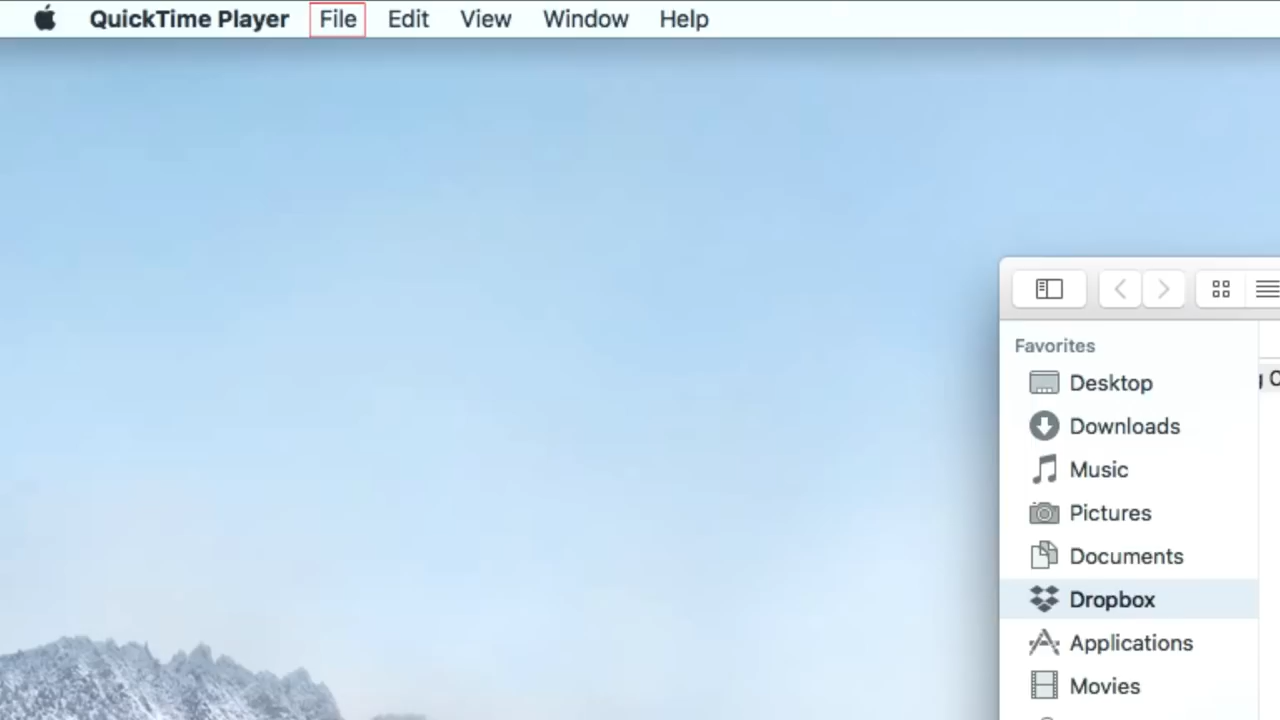 QuickTime Player File Edit View Window Help
Favorites
Desktop
Downloads
Music
Pictures
Documents
Dropbox
Applications
Movies